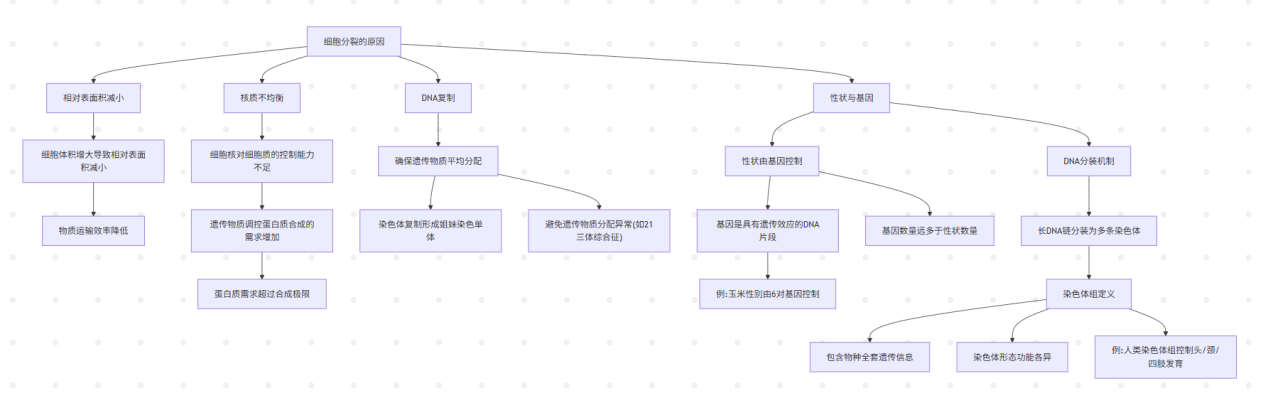 细胞分裂的原因
相对表面积减小
核质不均衡
DNA复制
性状与基因
细胞体积增大导致相对表面
积减小
细胞核对细胞质的控制能力
不足
确保遗传物质平均分配
性状由基因控制
DNA分装机制
物质运输效率降低
遗传物质调控蛋白质合成的
需求增加
染色体复制形成姐妹染色单
体
避免遗传物质分配异常(如21
三体综合征)
基因是具有遗传效应的DNA
片段
基因数量远多于性状数量
长DNA链分装为多条染色体
蛋白质需求超过合成极限
例:玉米性别由6对基因控制
染色体组定义
包含物种全套遗传信息
染色体形态功能各异
例:人类染色体组控制头/颈/
四肢发育